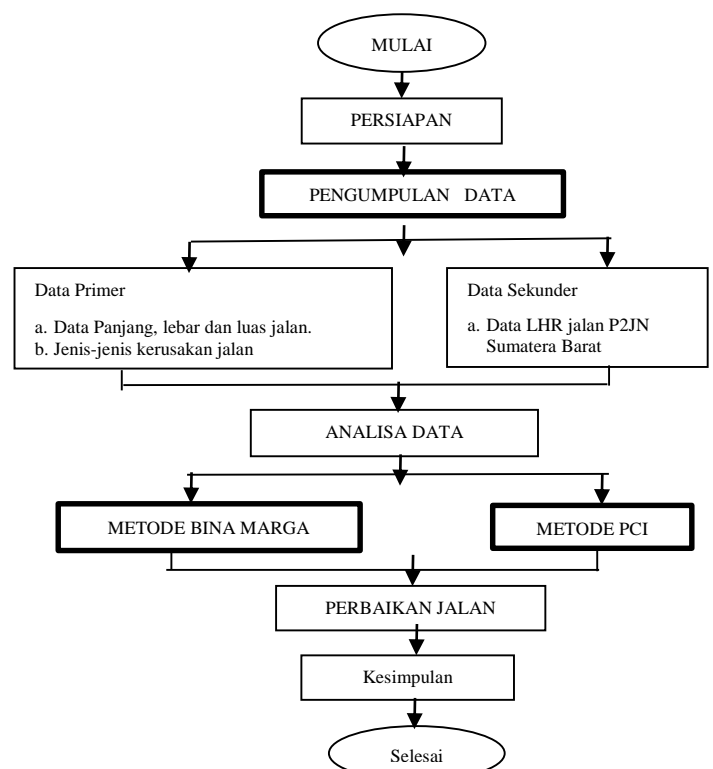 MULAI
PERSIAPAN
PENGUMPULAN DATA
Data Primer
a. Data Panjang, lebar dan luas jalan.
b. Jenis-jenis kerusakan jalan
Data Sekunder
a. Data LHR jalan P2JN
Sumatera Barat
ANALISA DATA
METODE BINA MARGA
METODE PCI
PERBAIKAN JALAN
Kesimpulan
Selesai